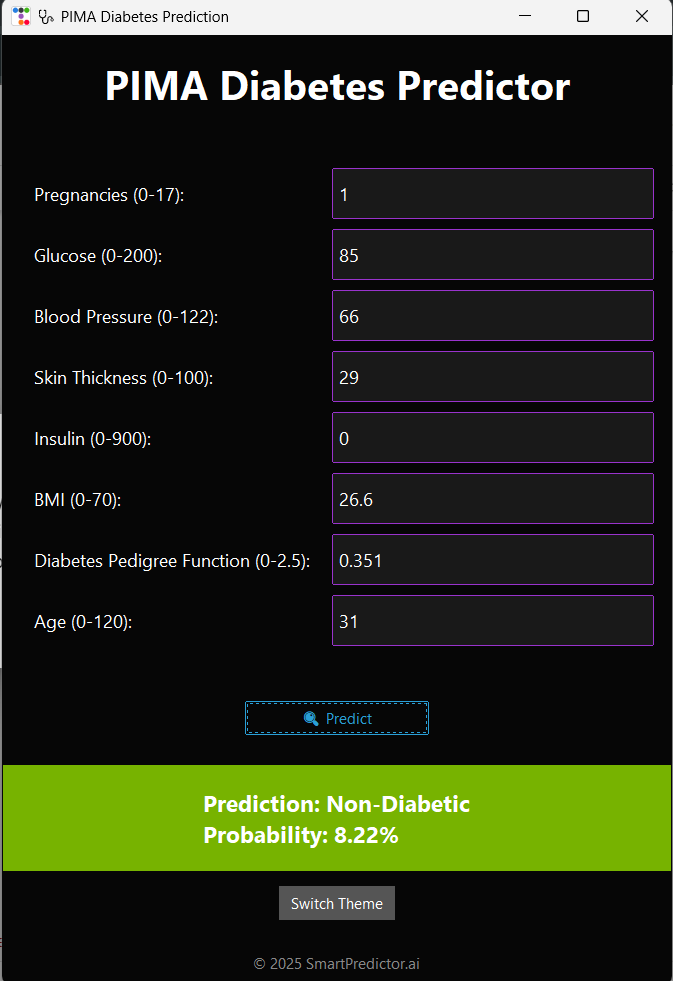 PIMA Diabetes Prediction
PIMA Diabetes Predictor
Pregnancies (0-17): 1
Glucose (0-200): 85
Blood Pressure (0-122): 66
Skin Thickness (0-100): 29
Insulin (0-900): 0
BMI (0-70): 26.6
Diabetes Pedigree Function (0-2.5): 0.351
Age (0-120): 31
Predict
Prediction: Non-Diabetic
Probability: 8.22%
Switch Theme
© 2025 SmartPredictor.ai